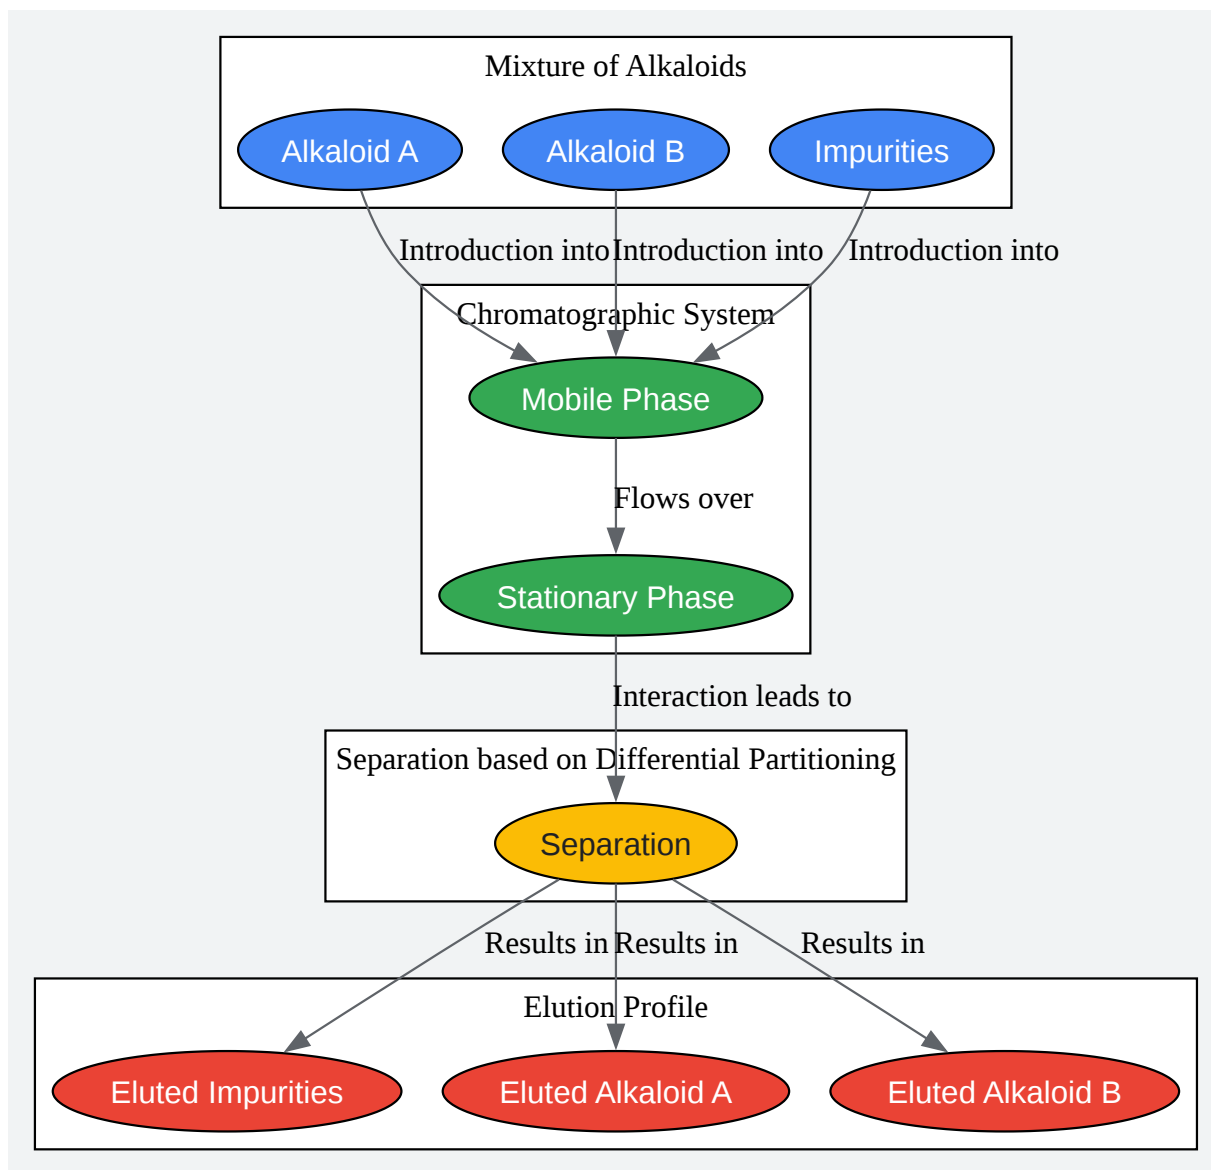 Mixture of Alkaloids
Alkaloid A
Alkaloid B
Impurities
Introduction into
Introduction into
Introduction into
Chromatographic System
Mobile Phase
Flows over
Stationary Phase
Interaction leads to
Separation based on Differential Partitioning
Separation
Results in
Results in
Results in
Elution Profile
Eluted Impurities
Eluted Alkaloid A
Eluted Alkaloid B